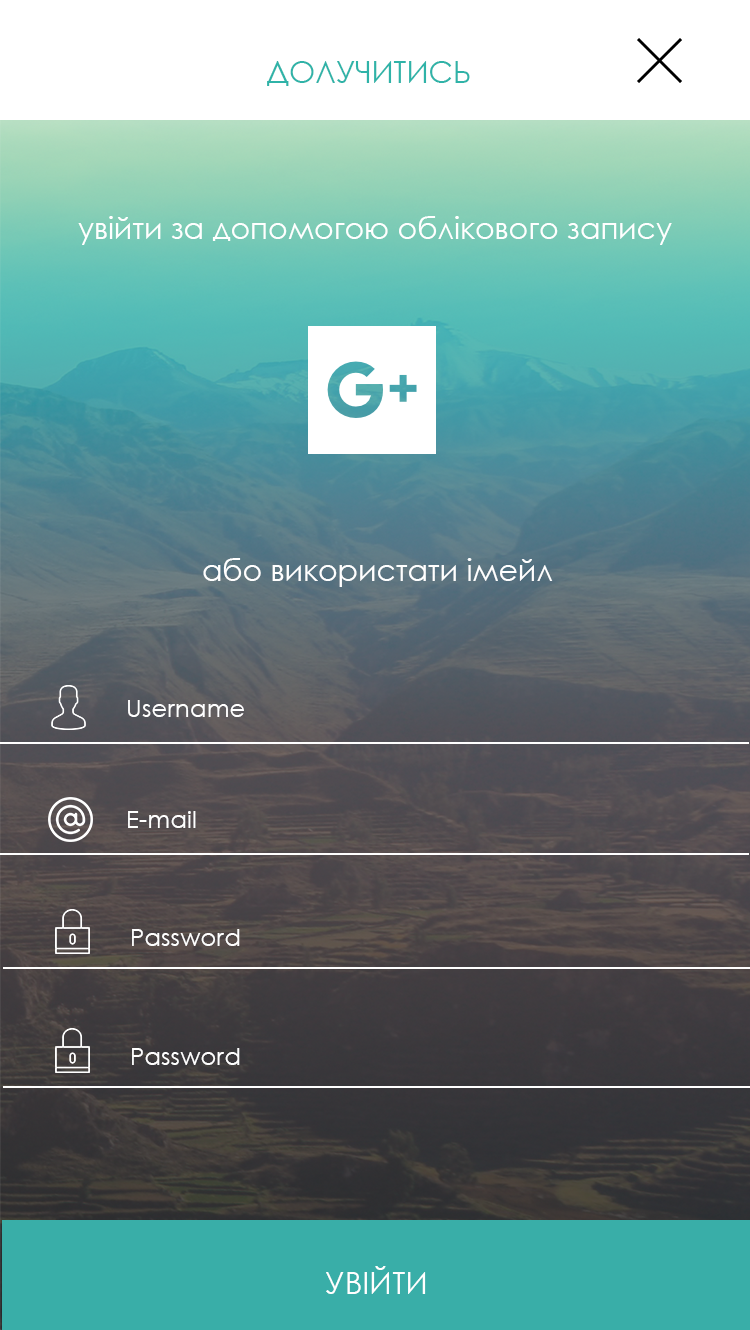 ДОЛУЧИТИСЬ
увійти за допомогою облікового запису
G+
або використати імейл
Username
E-mail
Password
Password
УВІЙТИ